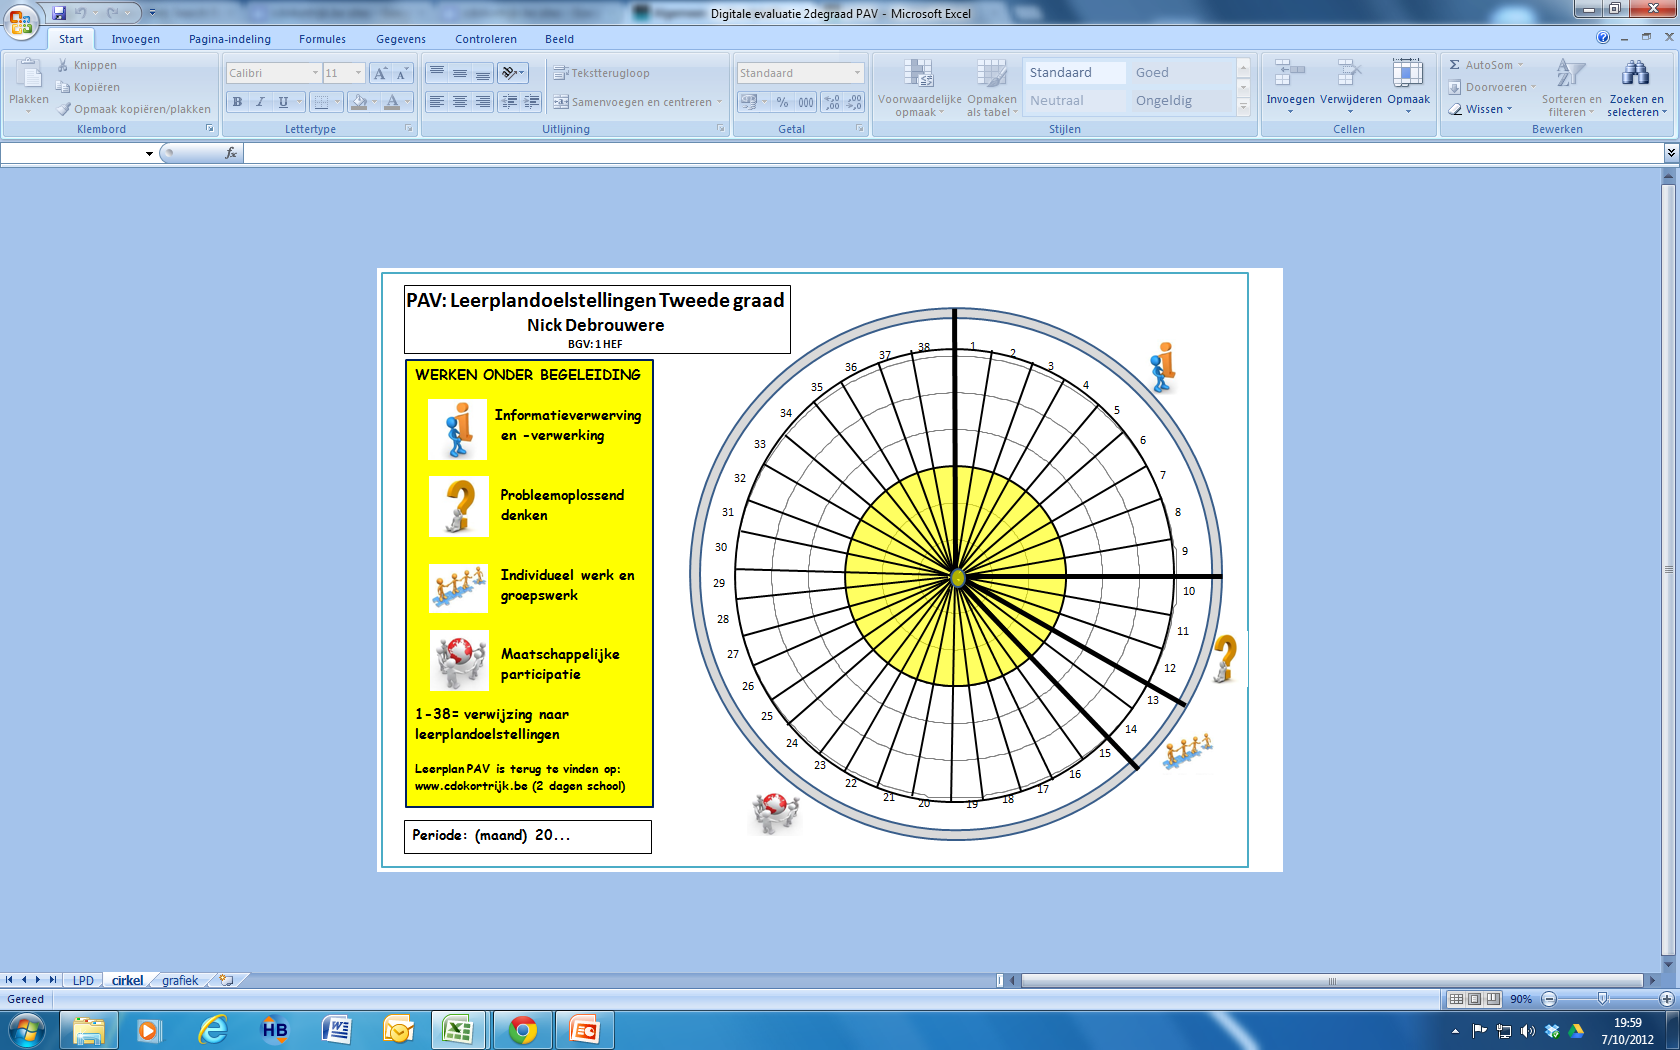 Digitale evaluatie 2degraad PAV - Microsoft Excel
Start Invoegen Pagina-indeling Formules Gegevens Controleren Beeld
Plakken
Knippen
Kopiëren
Opmaak kopiëren/plakken
Klembord
Calibri 11
B I U
Lettertype
Tekstterugloop
Samenvoegen en centreren
Uitlijning
Standaard
% 000
Getal
Voorwaardelijke opmaak
Opmaken als tabel
Standaard Goed
Neutraal Ongeldig
Stijlen
Invoegen Verwijderen Opmaak
Cellen
Σ AutoSom
Doorvoeren
Wissen
Sorteren en filteren
Zoeken en selecteren
Bewerken
fx
PAV: Leerplandoelstellingen Tweede graad
Nick Debrouwere
BGV: 1 HEF
WERKEN ONDER BEGELEIDING
Informatieverwerving
en -verwerking
Probleemoplossend
denken
Individueel werk en
groepswerk
Maatschappelijke
participatie
1-38= verwijzing naar
leerplandoelstellingen
Leerplan PAV is terug te vinden op:
www.cdokortrijk.be (2 dagen school)
Periode: (maand) 20...
1
2
3
4
5
6
7
8
9
10
11
12
13
14
15
16
17
18
19
20
21
22
23
24
25
26
27
28
29
30
31
32
33
34
35
36
37
38
LPD cirkel grafiek
Gereed
90%
HB
19:59
7/10/2012